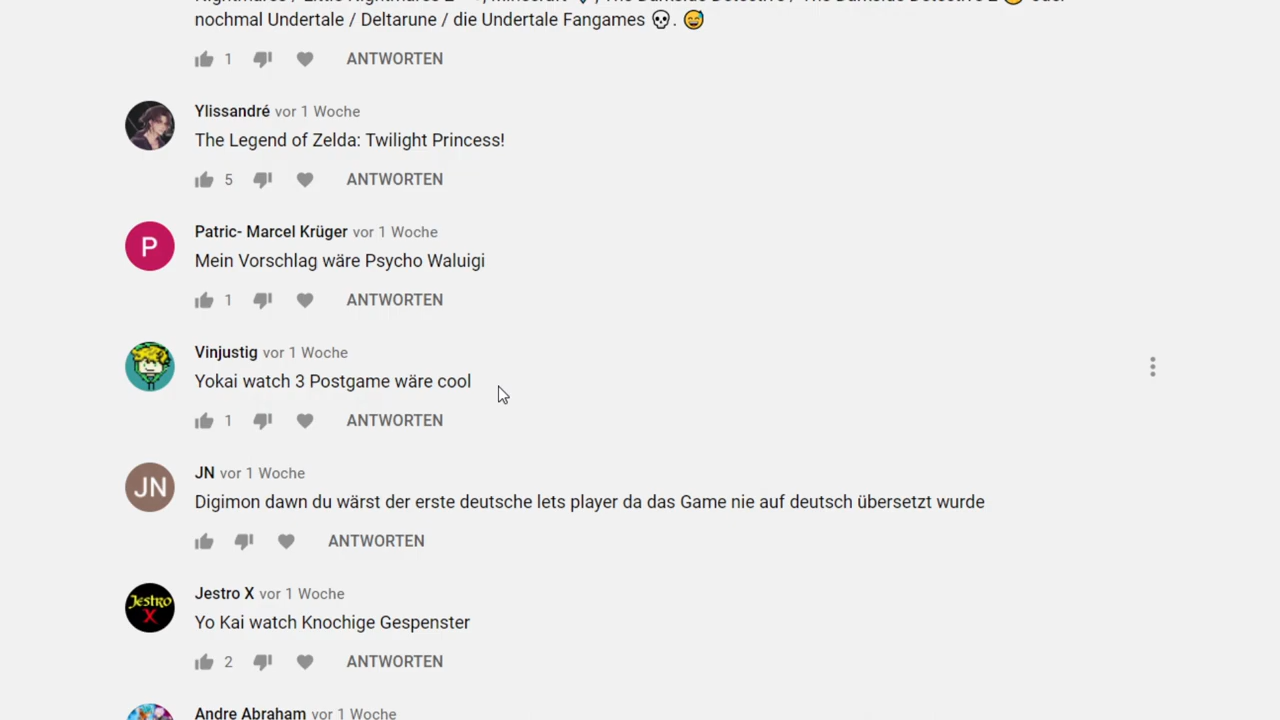 nochmal Undertale / Deltarune / die Undertale Fangames 💀. 😅
1 ANTWORTEN
Ylissandré vor 1 Woche
The Legend of Zelda: Twilight Princess!
5 ANTWORTEN
P
Patric- Marcel Krüger vor 1 Woche
Mein Vorschlag wäre Psycho Waluigi
1 ANTWORTEN
Vinjustig vor 1 Woche
Yokai watch 3 Postgame wäre cool
1 ANTWORTEN
JN
JN vor 1 Woche
Digimon dawn du wärst der erste deutsche lets player da das Game nie auf deutsch übersetzt wurde
ANTWORTEN
Jestro
X
Jestro X vor 1 Woche
Yo Kai watch Knochige Gespenster
2 ANTWORTEN
Andre Abraham vor 1 Woche